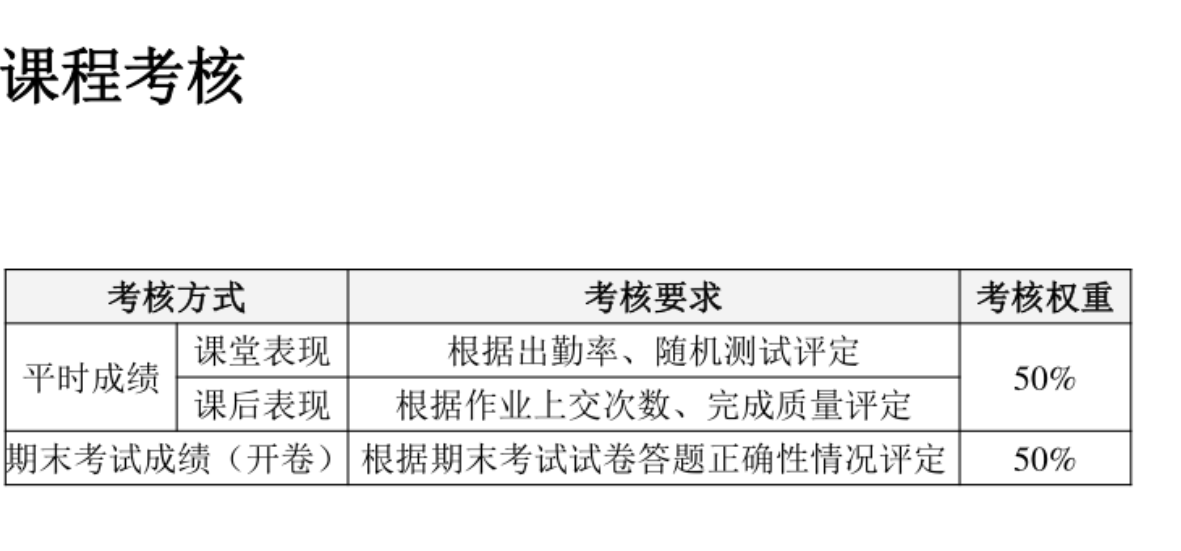 课程考核
考核方式 考核要求 考核权重
平时成绩 课堂表现 根据出勤率、随机测试评定 50%
课后表现 根据作业上交次数、完成质量评定
期末考试成绩（开卷） 根据期末考试试卷答题正确性情况评定 50%